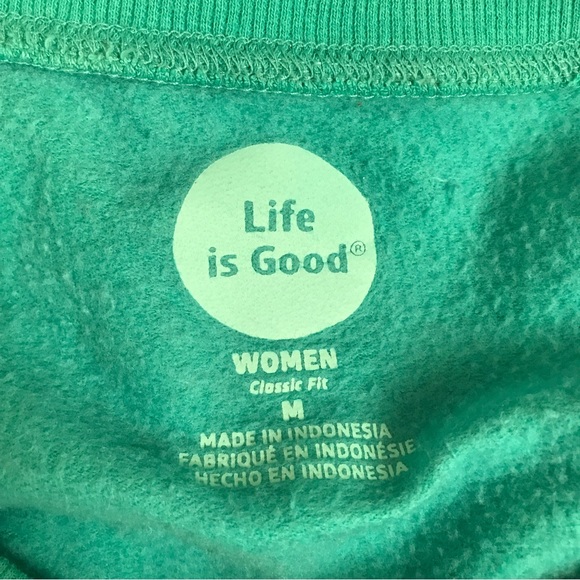 Life
is Good®
WOMEN
Classic Fit
M
MADE IN INDONESIA
FABRIQUÉ EN INDONÉSIE
HECHO EN INDONESIA